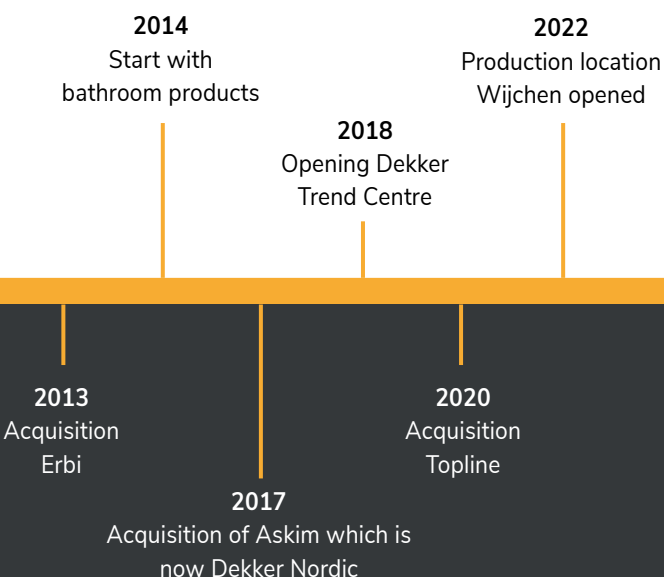 2014
Start with
bathroom products
2022
Production location
Wijchen opened
2018
Opening Dekker
Trend Centre
2013
Acquisition
Erbi
2020
Acquisition
Topline
2017
Acquisition of Askim which is
now Dekker Nordic